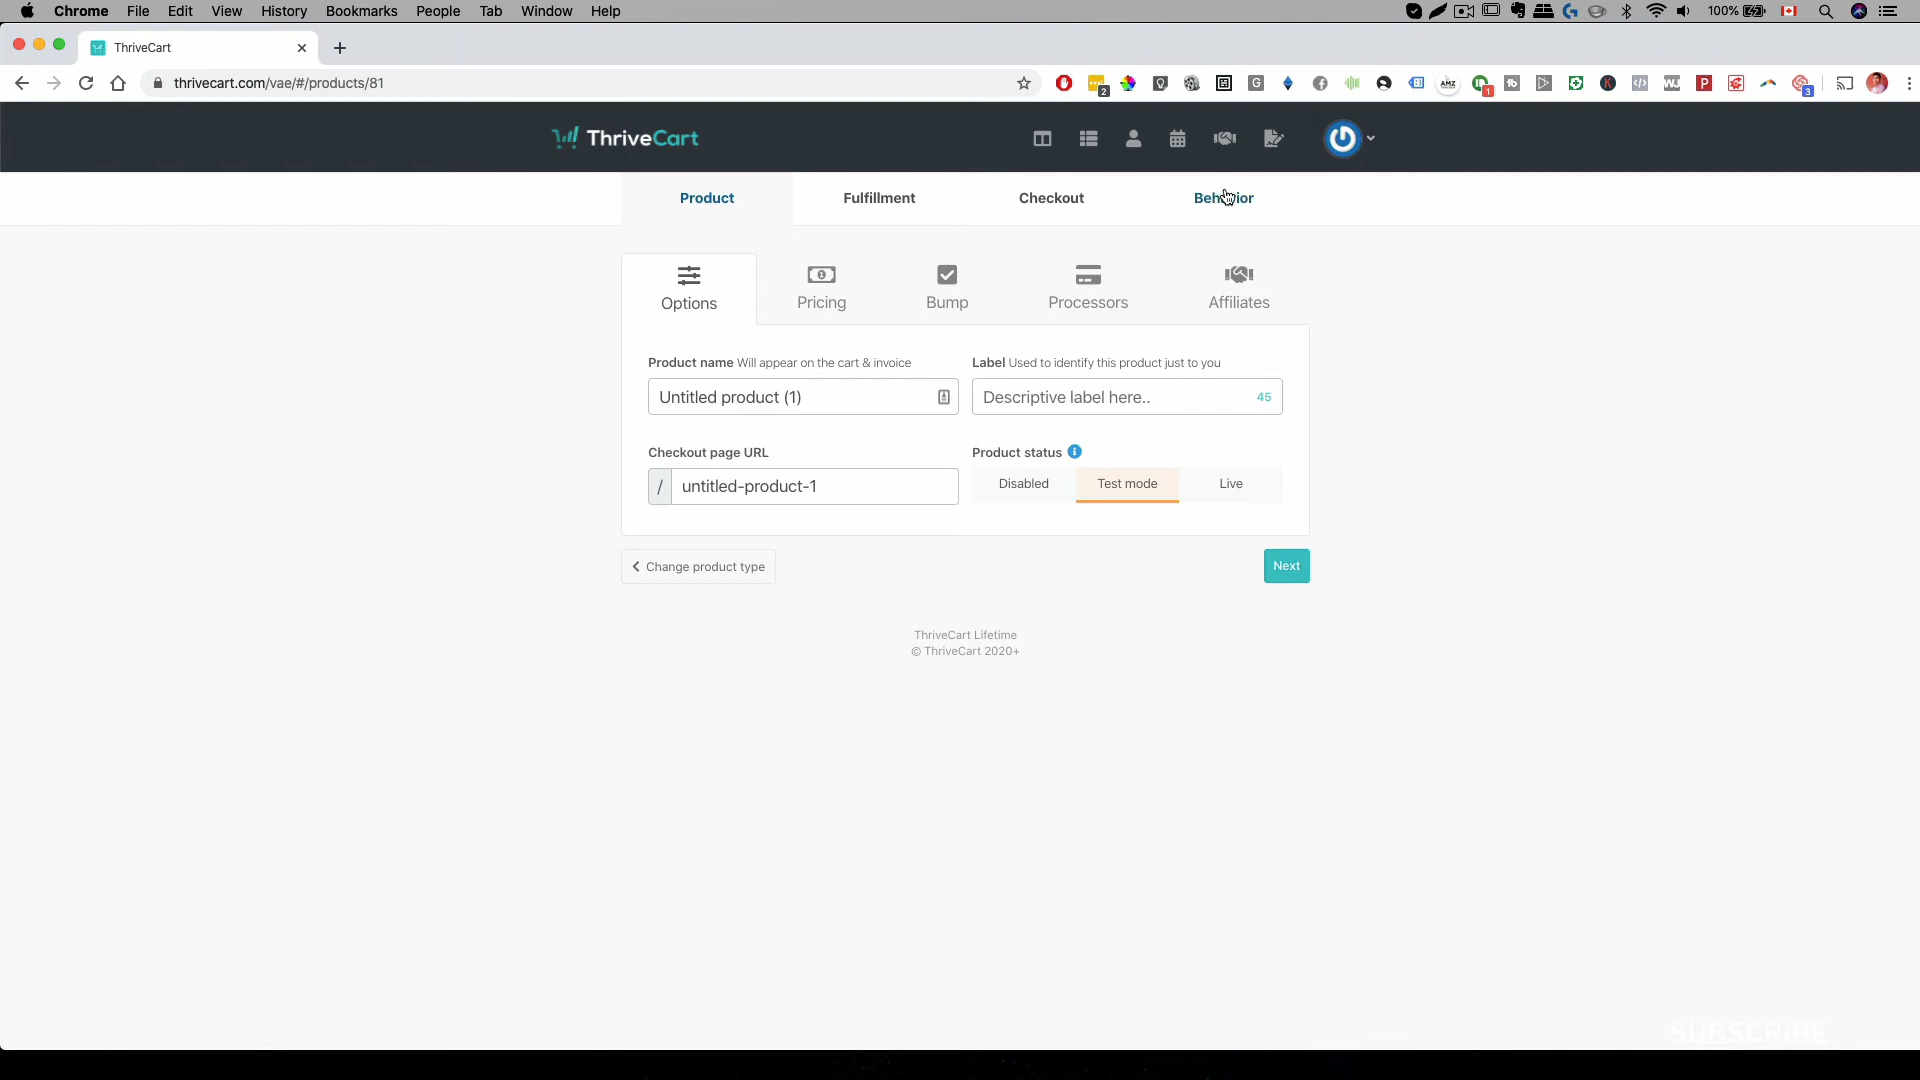 Chrome File Edit View History Bookmarks People Tab Window Help 100%
ThriveCart
thrivecart.com/vae/#/products/81
ThriveCart
Product Fulfillment Checkout Behavior
Options Pricing Bump Processors Affiliates
Product name Will appear on the cart & invoice
Label Used to identify this product just to you
Untitled product (1)
Descriptive label here.. 45
Checkout page URL
Product status
/ untitled-product-1
Disabled Test mode Live
Change product type
Next
ThriveCart Lifetime
© ThriveCart 2020+
SUBSCRIBE